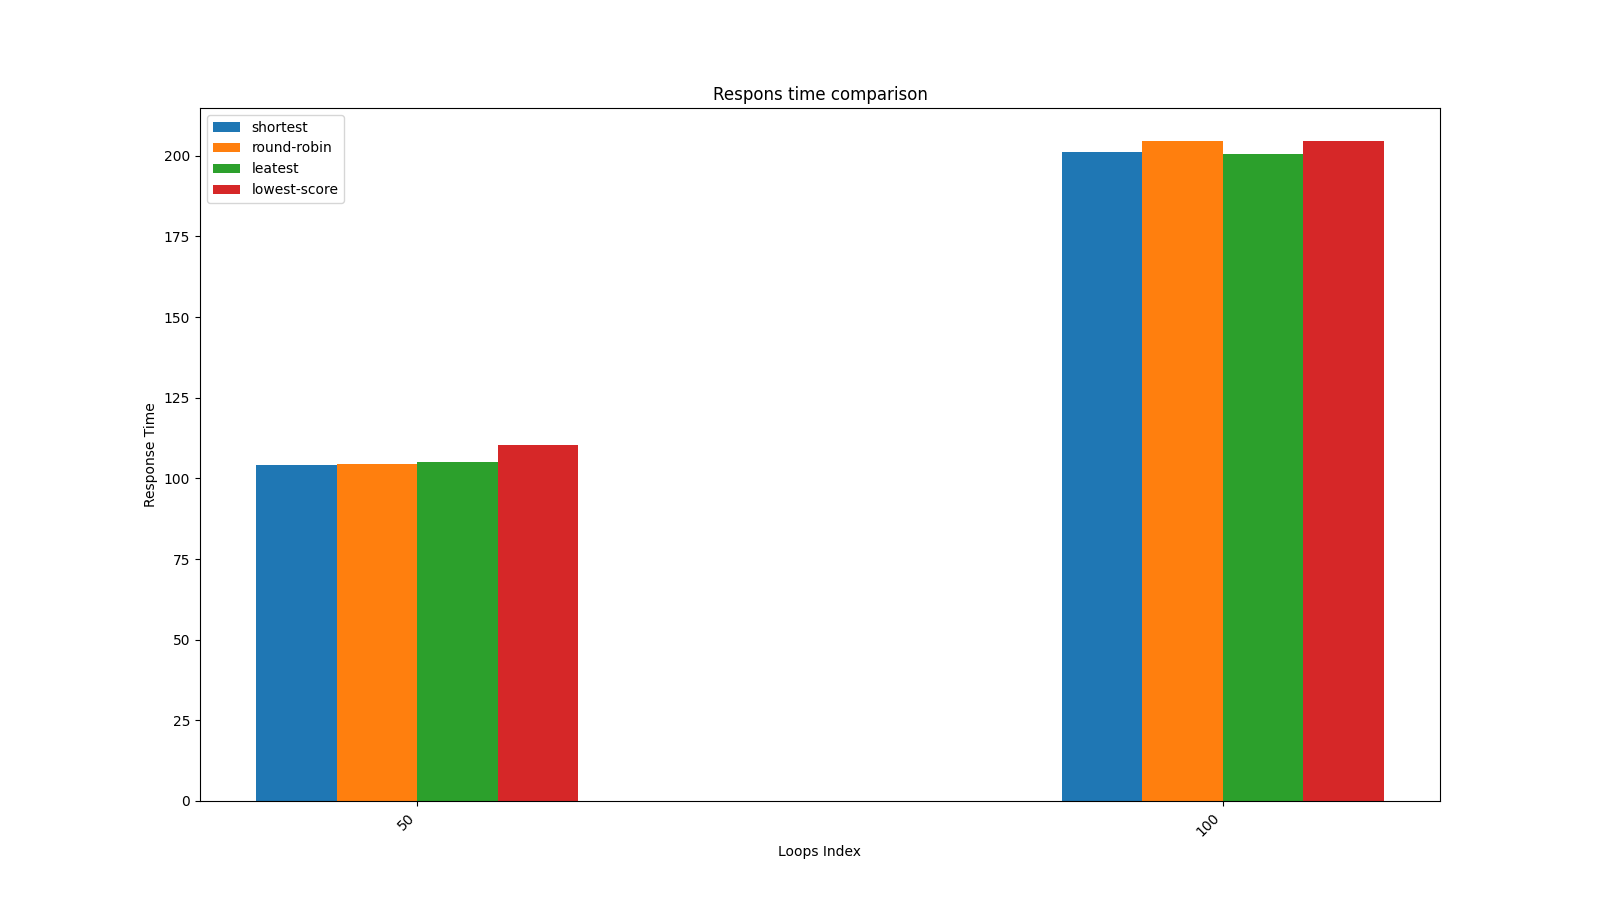 Respons time comparison
shortest
round-robin
leatest
lowest-score
200
175
150
125
100
75
50
25
0
Response Time
50
100
Loops Index